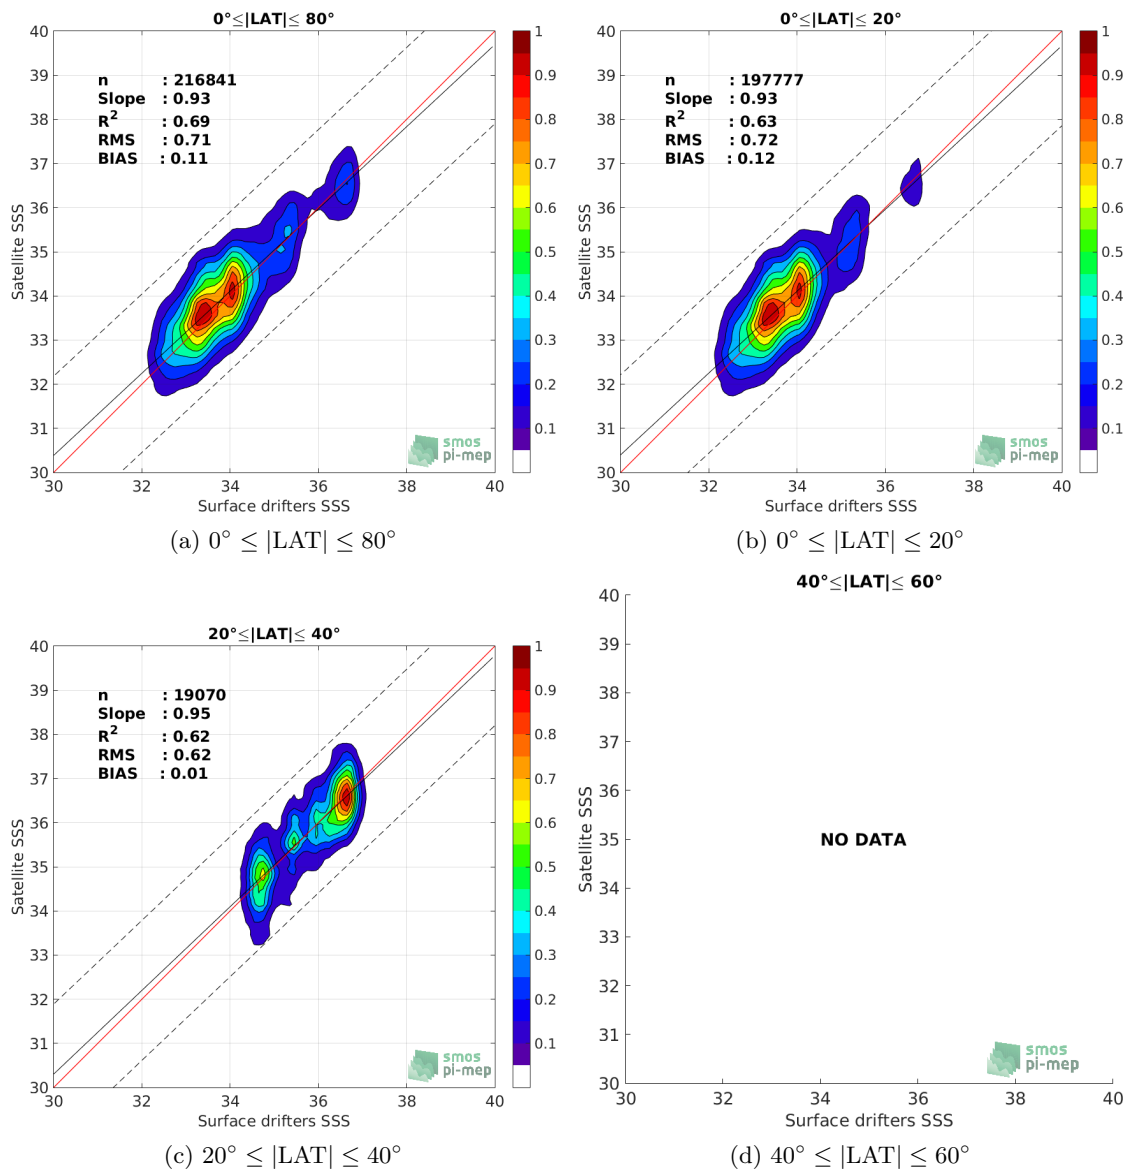 0°≤|LAT|≤ 80°
40
39
38
37
36
35
34
33
32
31
30
Satellite SSS
n : 216841
Slope : 0.93
R2 : 0.69
RMS : 0.71
BIAS : 0.11
1
0.9
0.8
0.7
0.6
0.5
0.4
0.3
0.2
0.1
smos
pi-mep
30 32 34 36 38 40
Surface drifters SSS
(a) 0° ≤ |LAT| ≤ 80°
0°≤|LAT|≤ 20°
40
39
38
37
36
35
34
33
32
31
30
Satellite SSS
n : 197777
Slope : 0.93
R2 : 0.63
RMS : 0.72
BIAS : 0.12
1
0.9
0.8
0.7
0.6
0.5
0.4
0.3
0.2
0.1
smos
pi-mep
30 32 34 36 38 40
Surface drifters SSS
(b) 0° ≤ |LAT| ≤ 20°
20°≤|LAT|≤ 40°
40
39
38
37
36
35
34
33
32
31
30
Satellite SSS
n : 19070
Slope : 0.95
R2 : 0.62
RMS : 0.62
BIAS : 0.01
1
0.9
0.8
0.7
0.6
0.5
0.4
0.3
0.2
0.1
smos
pi-mep
30 32 34 36 38 40
Surface drifters SSS
(c) 20° ≤ |LAT| ≤ 40°
40°≤|LAT|≤ 60°
40
39
38
37
36
35
34
33
32
31
30
Satellite SSS
NO DATA
smos
pi-mep
30 32 34 36 38 40
Surface drifters SSS
(d) 40° ≤ |LAT| ≤ 60°